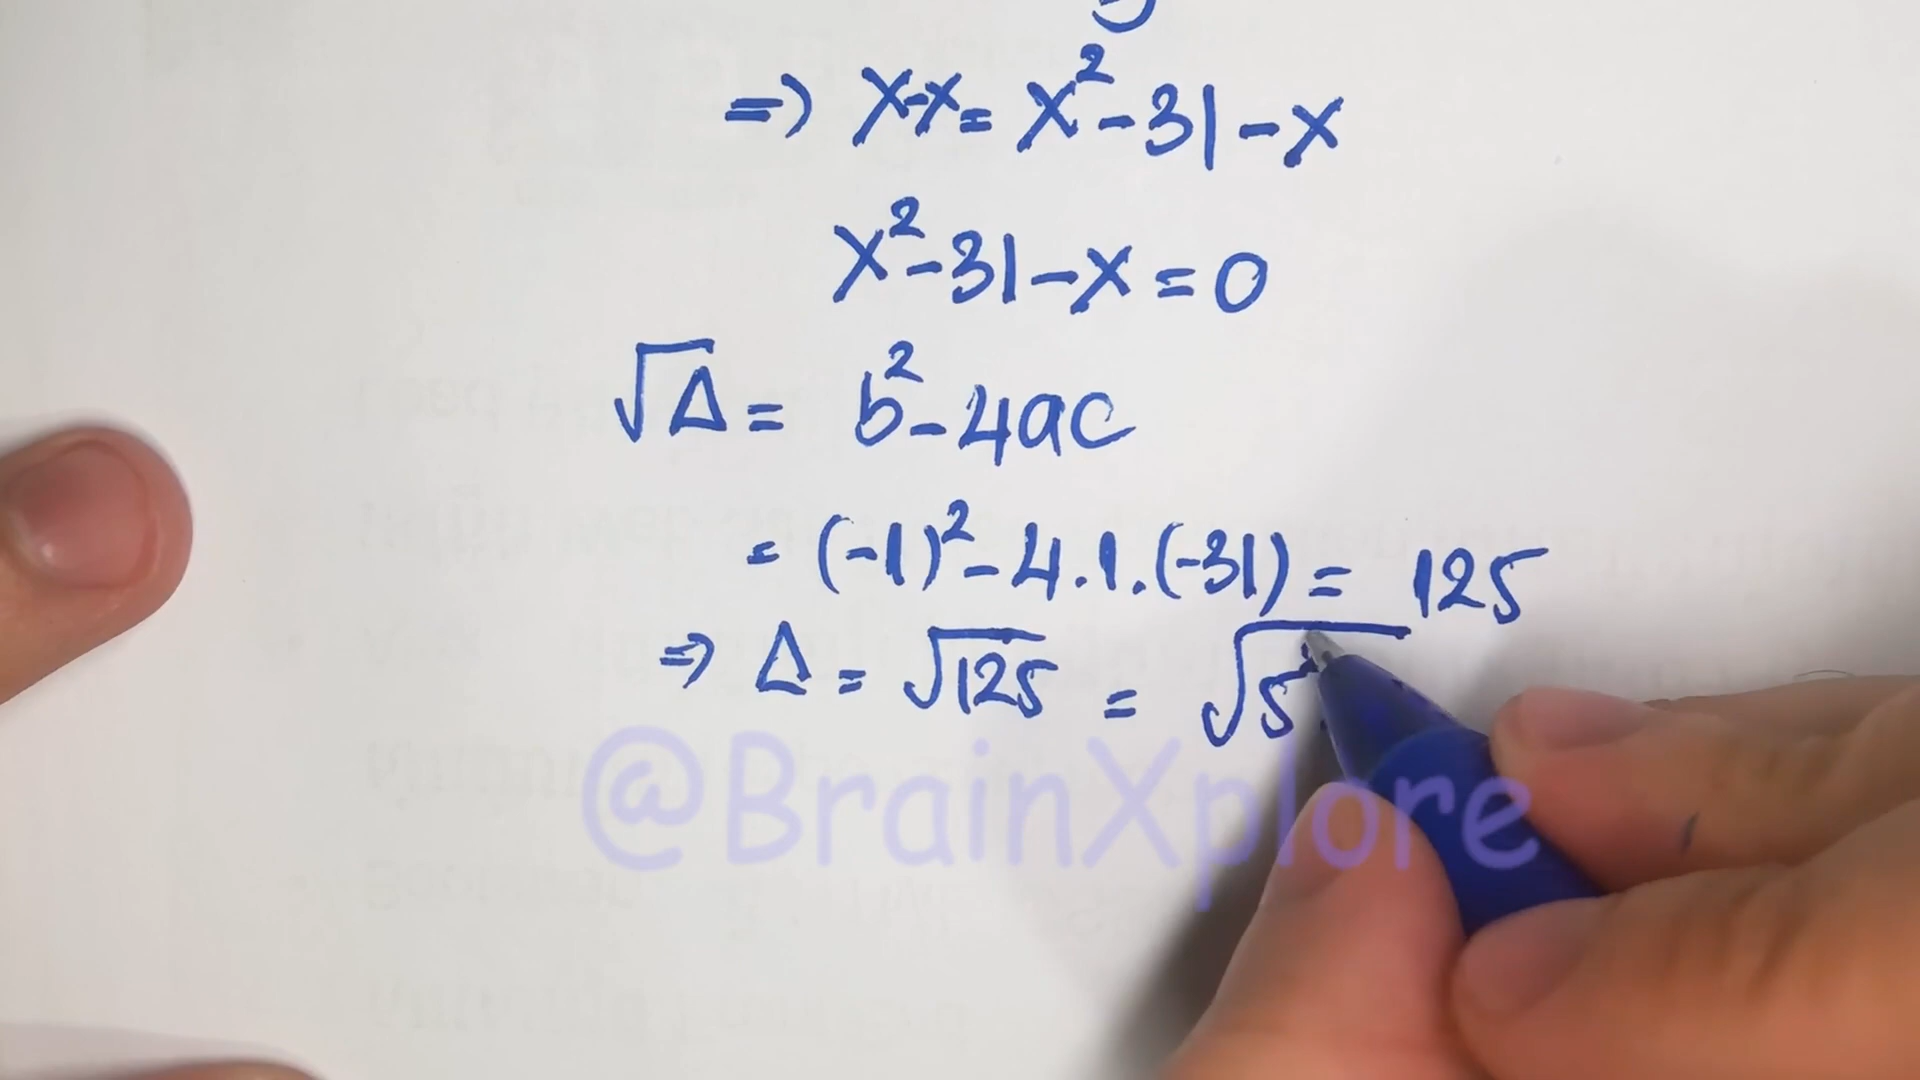 => x-x = x²-31-x
x²-31-x = 0
√Δ = b²-4ac
= (-1)²-4.1.(-31) = 125
=> Δ = √125 = √5
@BrainXplore